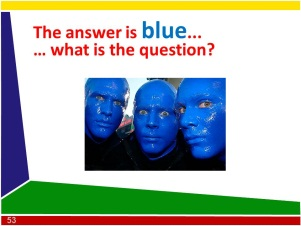 The answer is blue...
... what is the question?
53